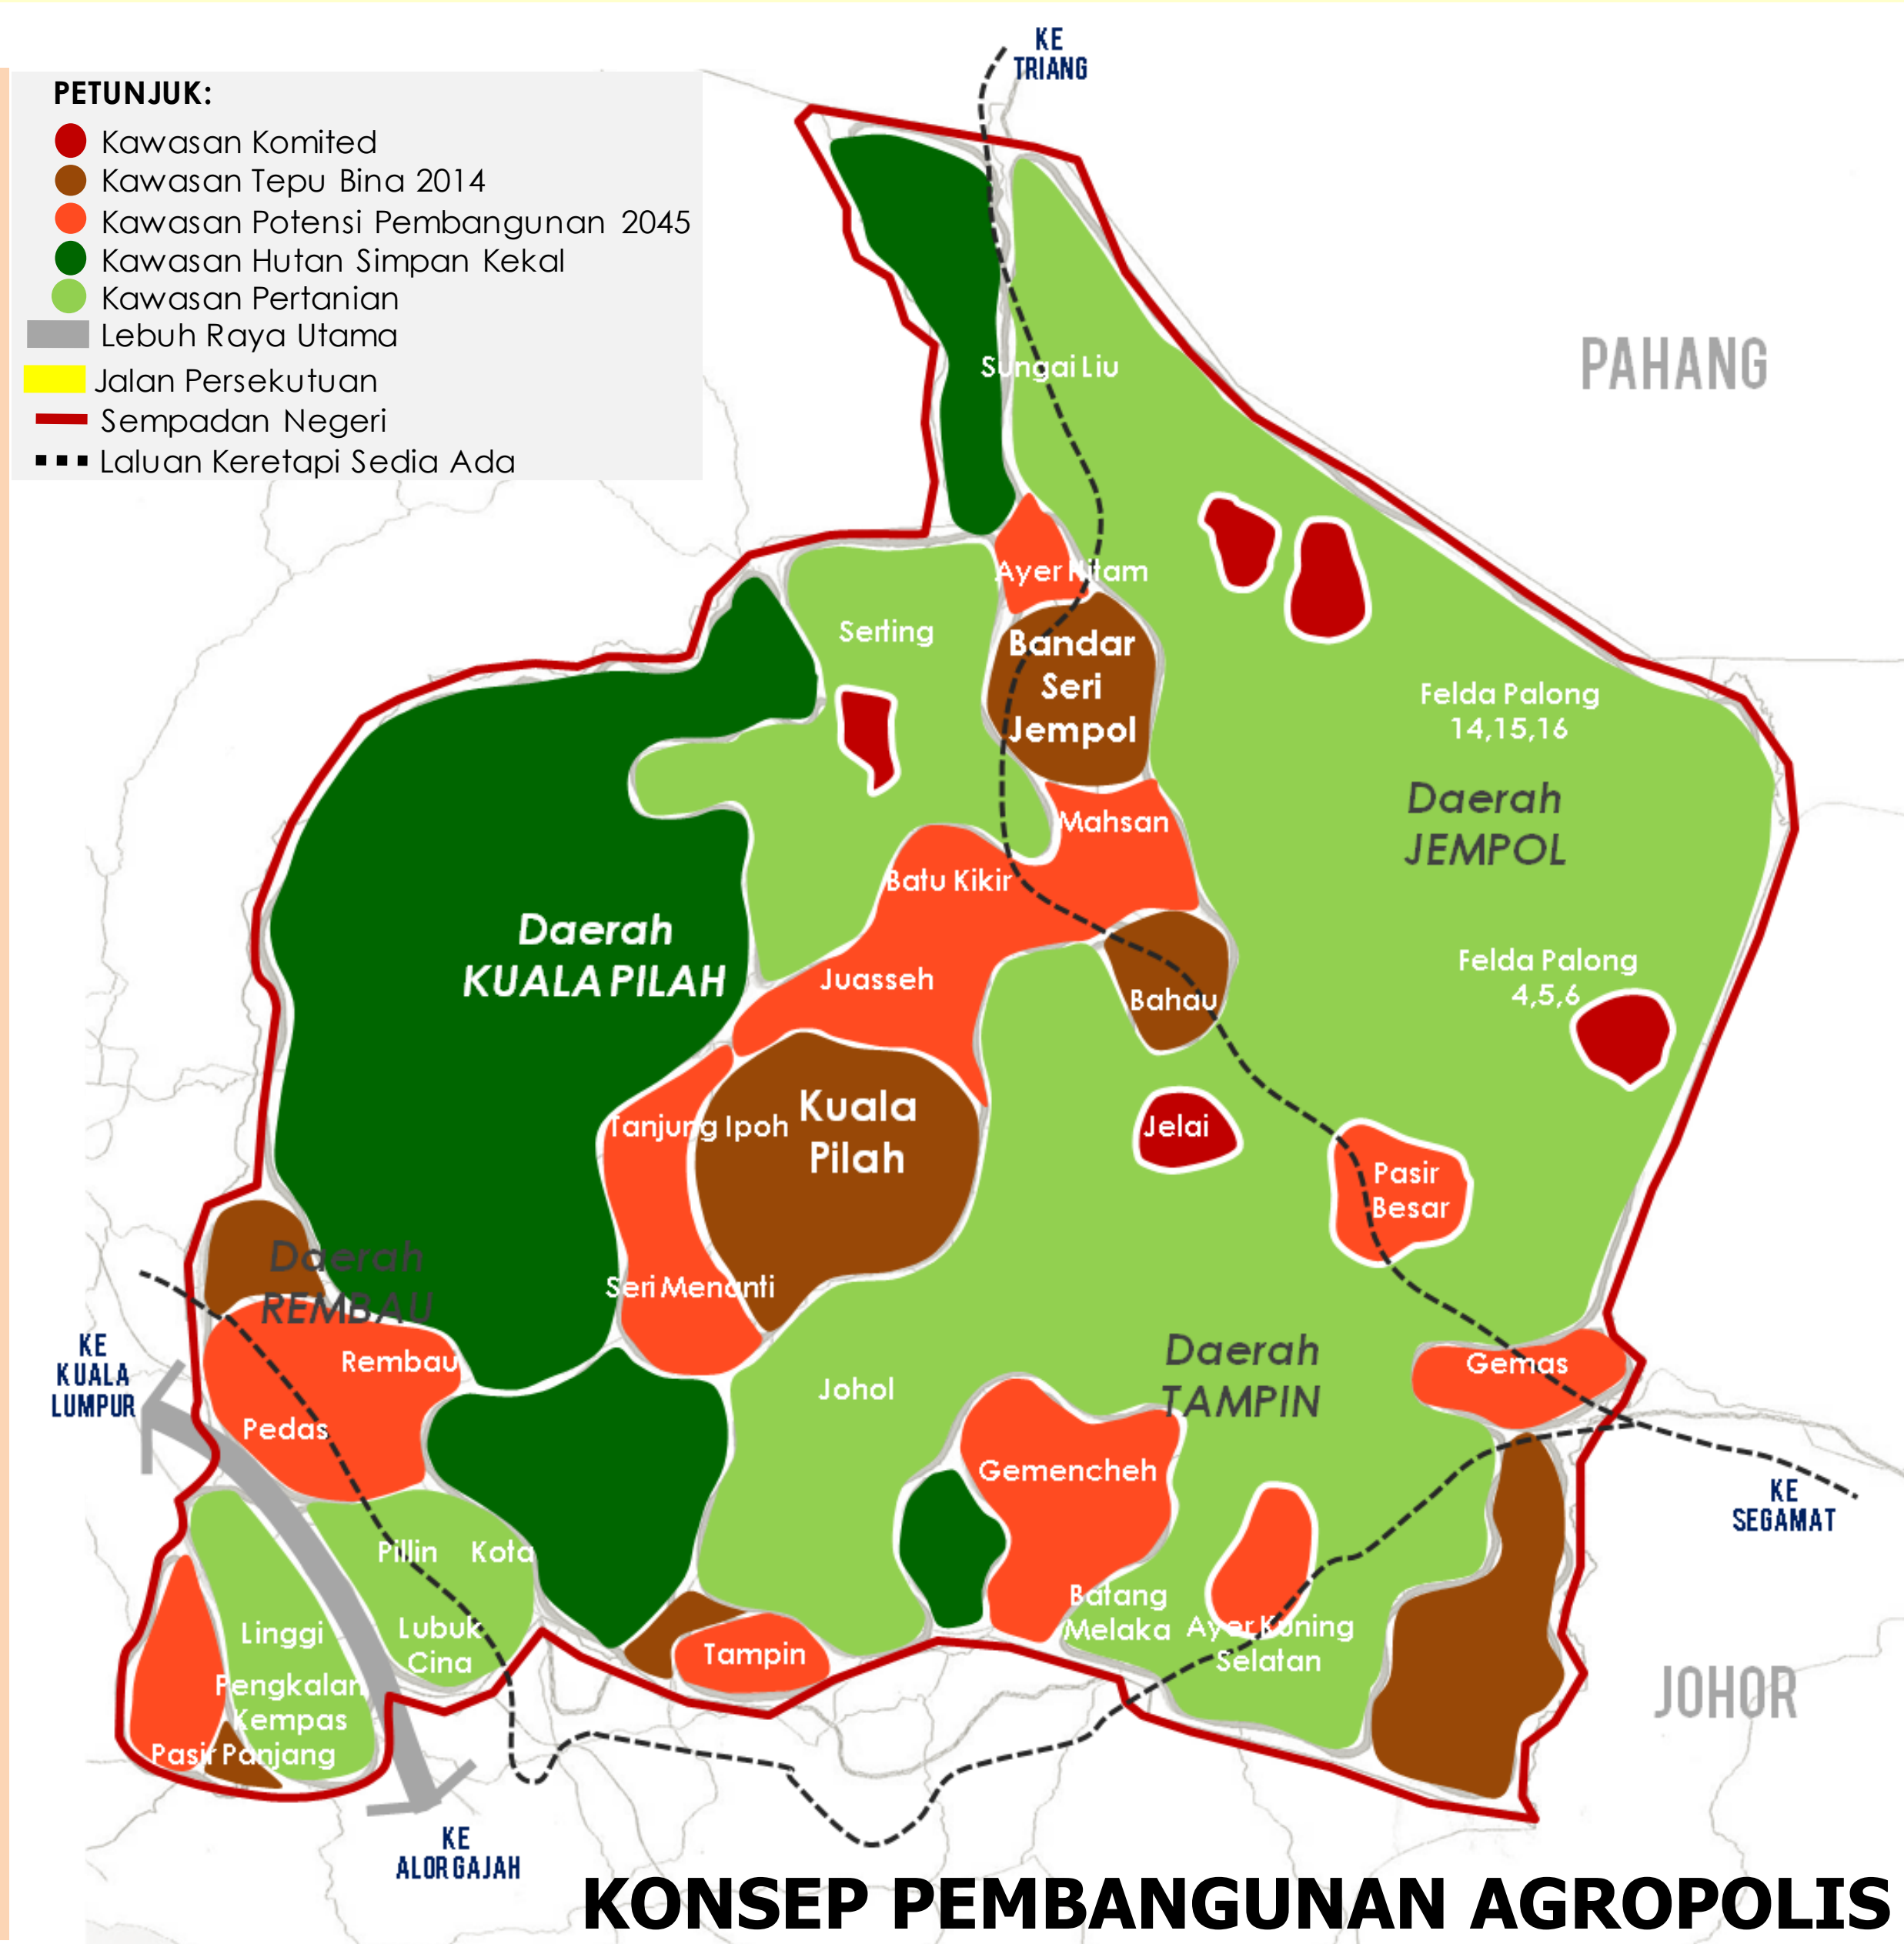 KE
TRIANG
PETUNJUK:
Kawasan Komited
Kawasan Tepu Bina 2014
Kawasan Potensi Pembangunan 2045
Kawasan Hutan Simpan Kekal
Kawasan Pertanian
Lebuh Raya Utama
Jalan Persekutuan
Sempadan Negeri
Laluan Keretapi Sedia Ada
PAHANG
Sungai Liu
Ayer Hitam
Serting
Bandar
Seri
Jempol
Felda Palong
14,15,16
Daerah
JEMPOL
Mahsan
Batu Kikir
Daerah
KUALA PILAH
Juasseh
Felda Palong
4,5,6
Bahau
Kuala
Pilah
Tanjung Ipoh
Jelai
Pasir
Besar
Seri Menanti
Daerah
REMBAU
KE
KUALA
LUMPUR
Rembau
Pedas
Johol
Daerah
TAMPIN
Gemas
Gemencheh
KE
SEGAMAT
Pillin
Kota
Linggi
Lubuk
Cina
Batang
Melaka
Ayer Kuning
Selatan
Tampin
Pengkalan
Kempas
Pasir Panjang
JOHOR
KE
ALOR GAJAH
KONSEP PEMBANGUNAN AGROPOLIS